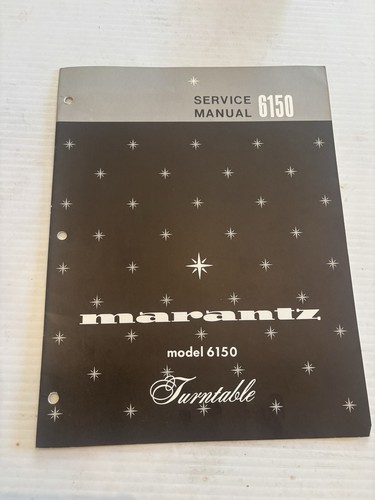 SERVICE
MANUAL 6150
marantz
model 6150
Turntable